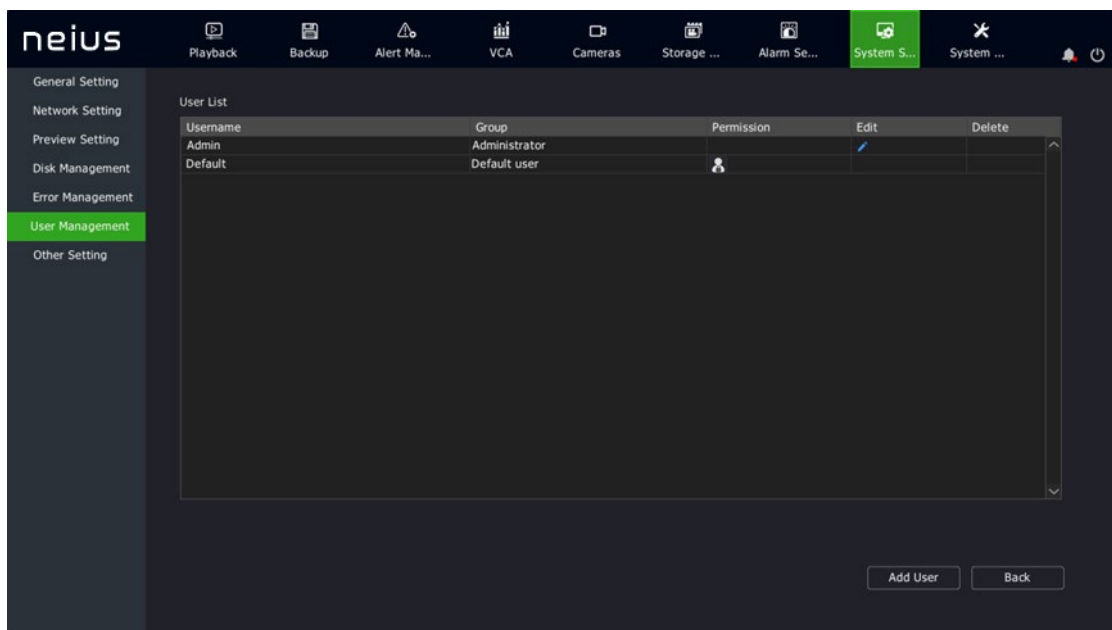 neius
Playback Backup Alert Ma... VCA Cameras Storage ... Alarm Se... System S... System ...
General Setting
Network Setting
Preview Setting
Disk Management
Error Management
User Management
Other Setting
User List
Username Group Permission Edit Delete
Admin Administrator
Default Default user
Add User Back